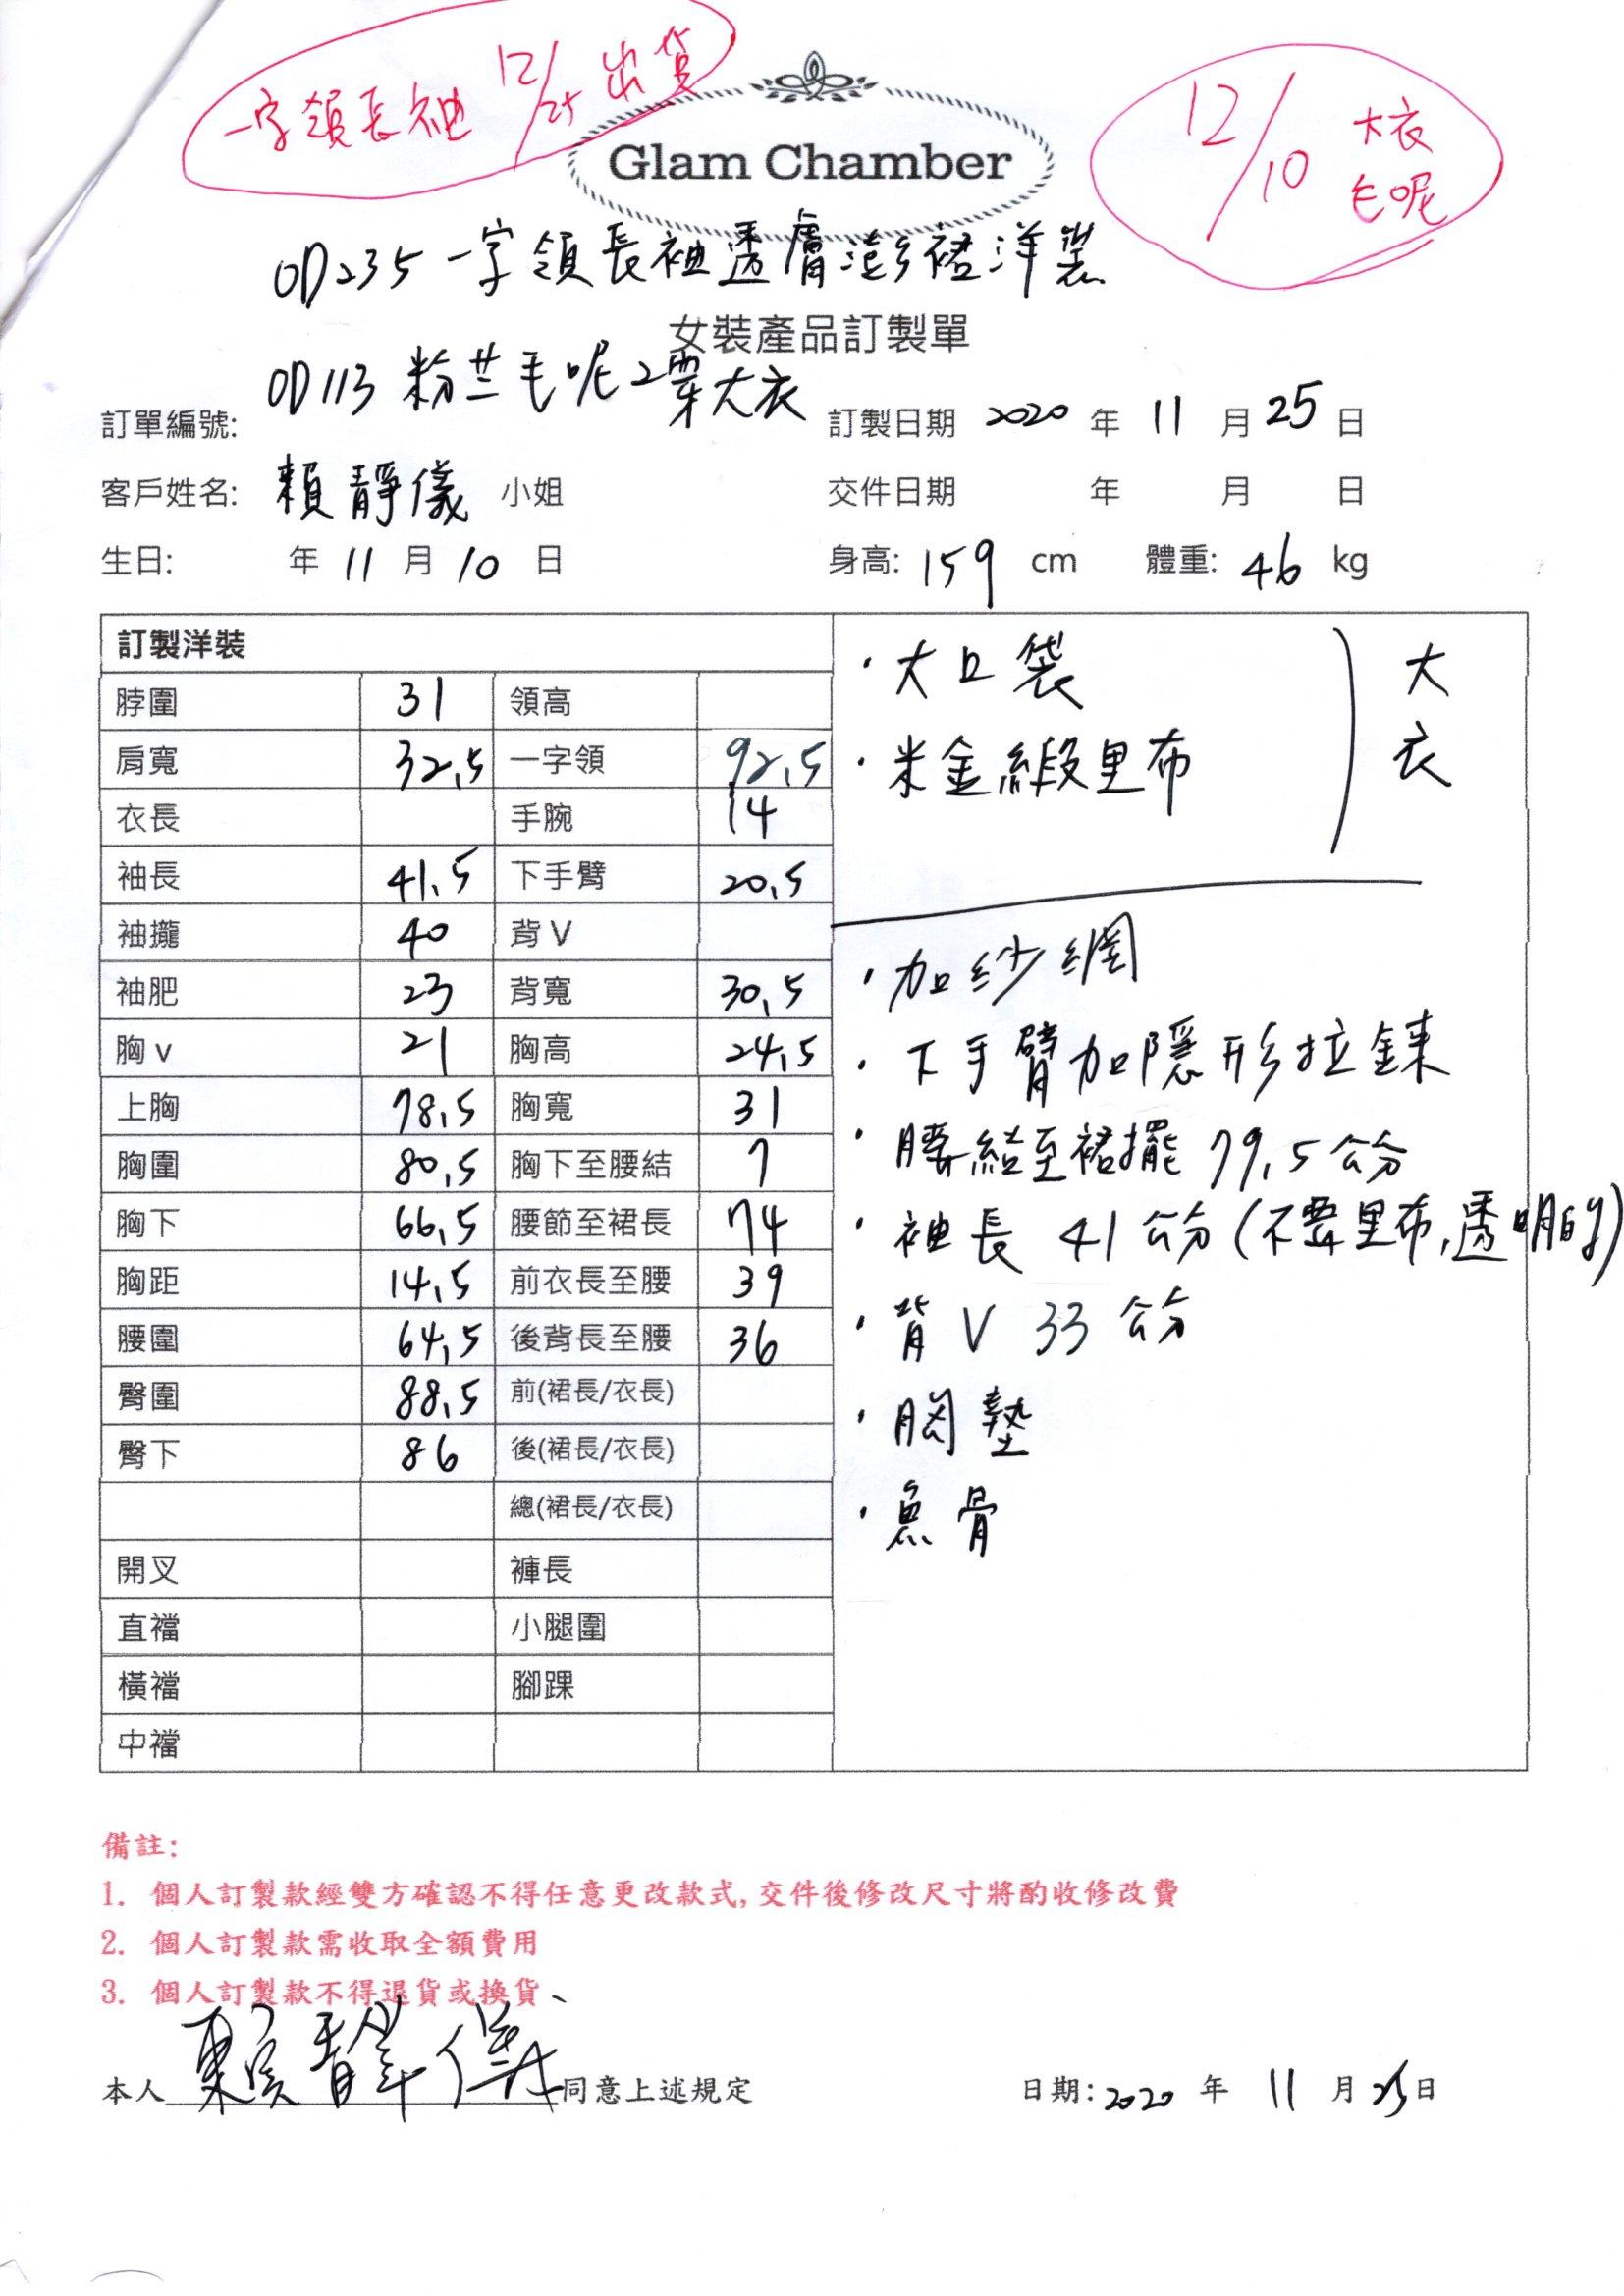 一字領長袖 12/25 出貨
Glam Chamber
12/10 大衣
毛呢
OD235 一字領長袖透膚澎裙洋裝
女裝產品訂製單
OD113 粉芷毛呢2穿大衣
訂單編號: 訂製日期 2020 年 11 月 25 日
客戶姓名: 賴靜儀 小姐 交件日期 年 月 日
生日: 年 11 月 10 日 身高: 159 cm 體重: 46 kg
訂製洋裝
脖圍 31 領高
肩寬 32.5 一字領 92.5
衣長 手腕 14
袖長 41.5 下手臂 20.5
袖攏 40 背 V
袖肥 23 背寬 30.5
胸 v 21 胸高 24.5
上胸 78.5 胸寬 31
胸圍 80.5 胸下至腰結 7
胸下 66.5 腰節至裙長 74
胸距 14.5 前衣長至腰 39
腰圍 64.5 後背長至腰 36
臀圍 88.5 前(裙長/衣長)
臀下 86 後(裙長/衣長)
總(裙長/衣長)
開叉 褲長
直襠 小腿圍
橫襠 腳踝
中襠
·大口袋
·米金緞里布
大衣
·加紗網
·下手臂加隱形拉鍊
·腰結至裙擺 79.5 公分
·袖長 41 公分(不要里布,透明的)
·背 V 33 公分
·胸墊
·魚骨
備註:
1. 個人訂製款經雙方確認不得任意更改款式, 交件後修改尺寸將酌收修改費
2. 個人訂製款需收取全額費用
3. 個人訂製款不得退貨或換貨、
本人 賴靜儀 同意上述規定 日期: 2020 年 11 月 25 日